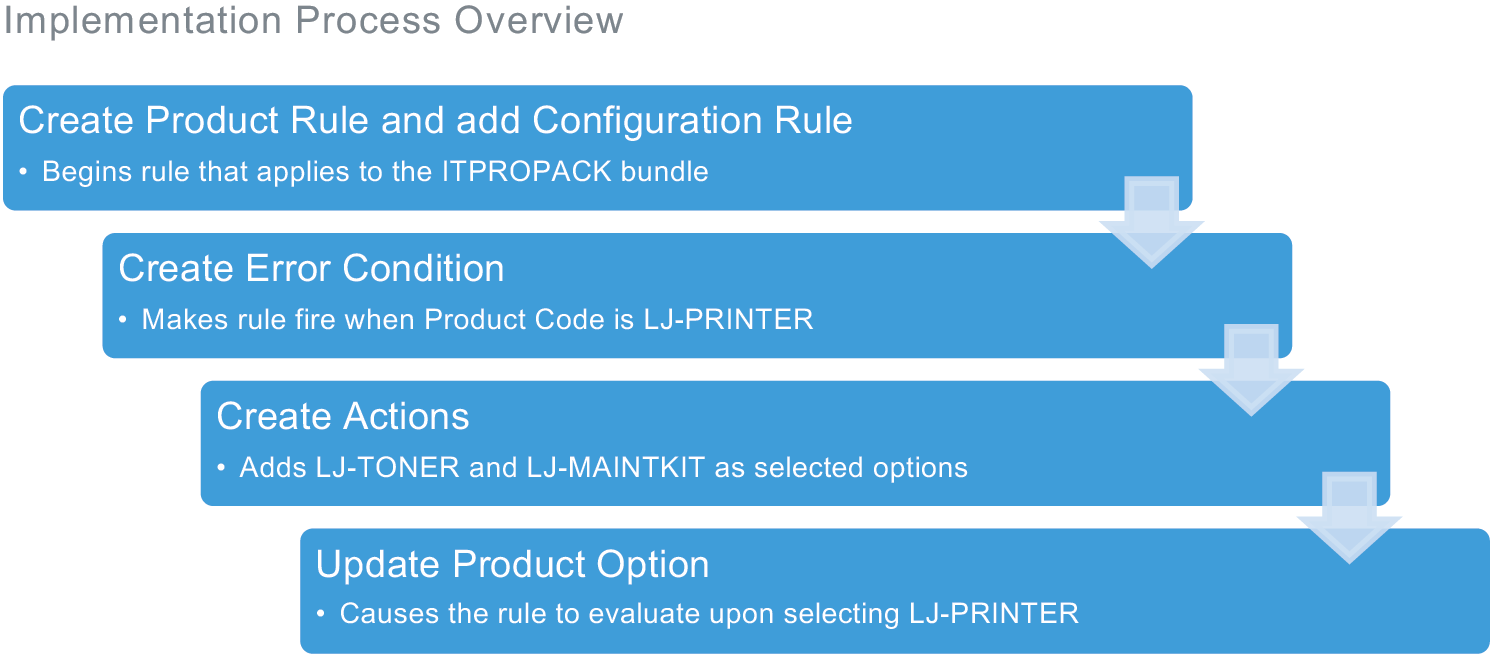 Implementation Process Overview
Create Product Rule and add Configuration Rule
• Begins rule that applies to the ITPROPACK bundle
Create Error Condition
• Makes rule fire when Product Code is LJ-PRINTER
Create Actions
• Adds LJ-TONER and LJ-MAINTKIT as selected options
Update Product Option
• Causes the rule to evaluate upon selecting LJ-PRINTER